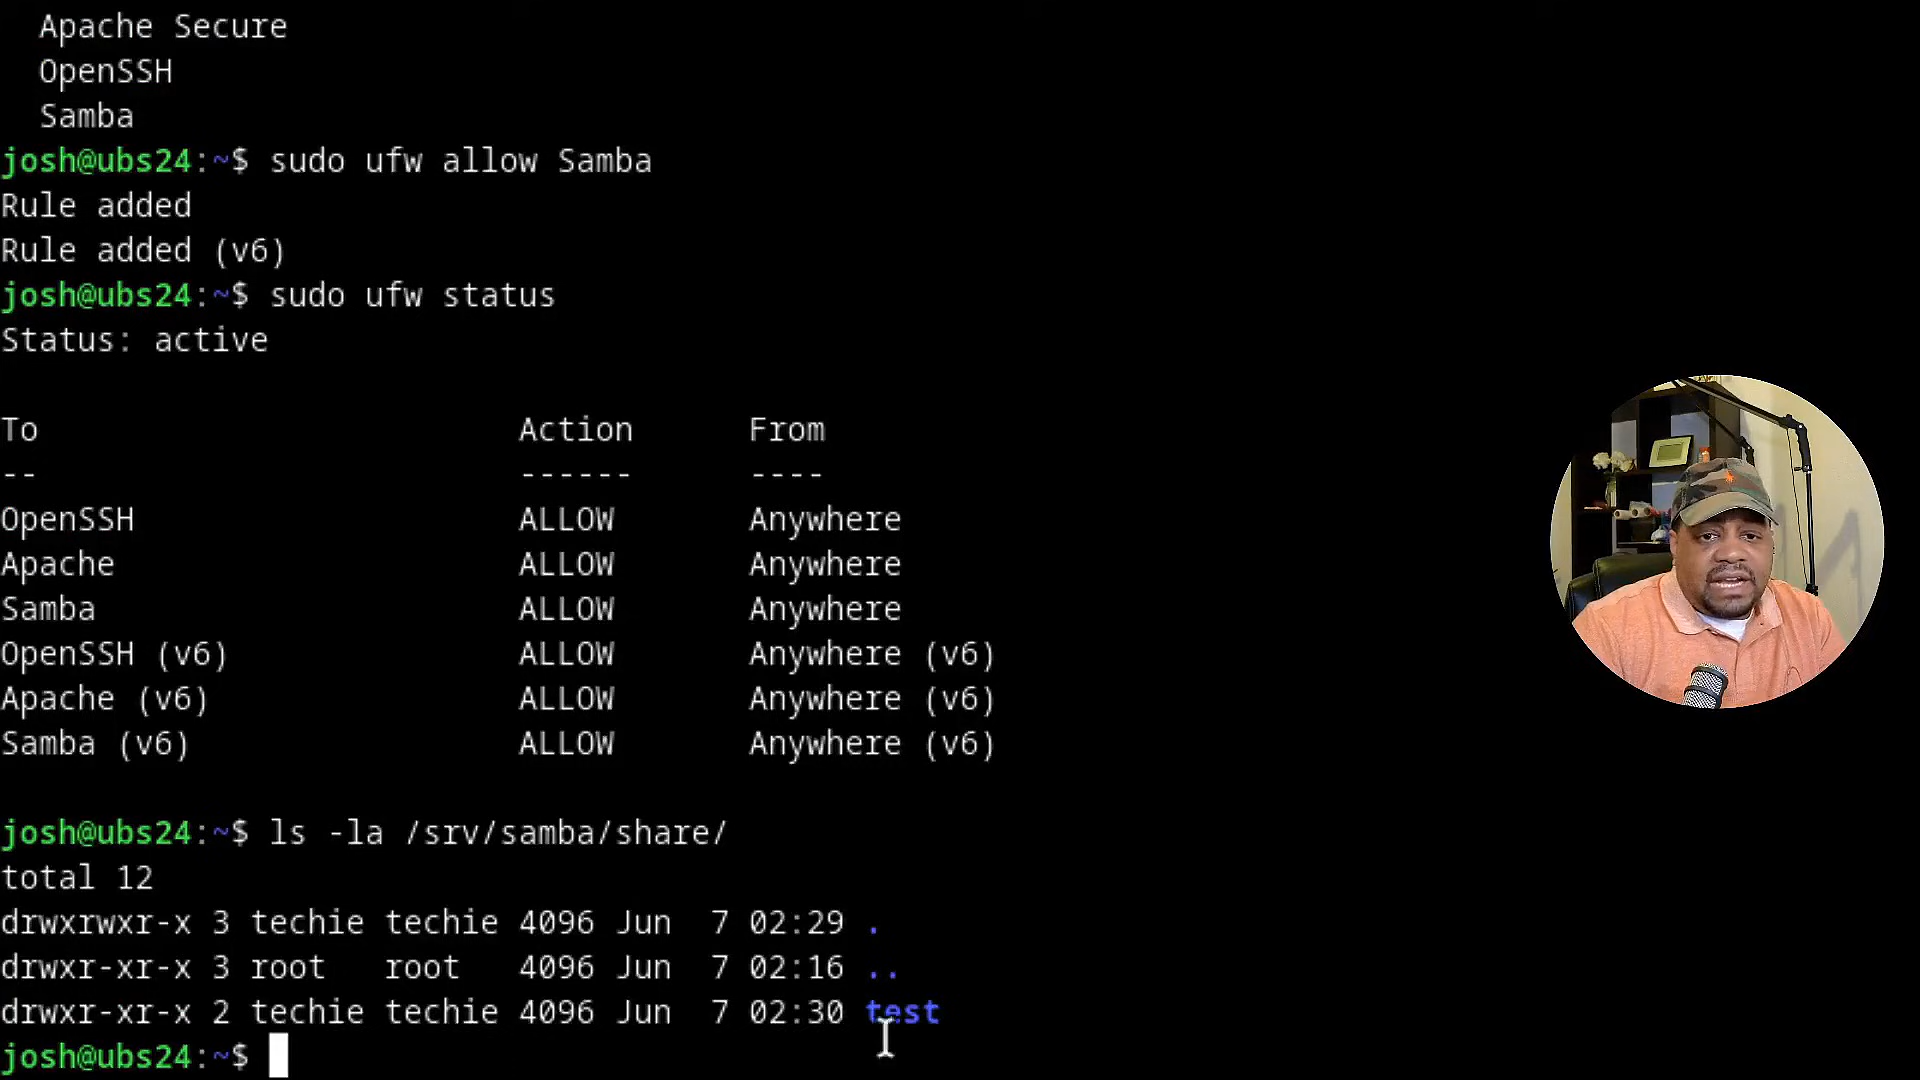 Apache Secure
OpenSSH
Samba
josh@ubs24:~$ sudo ufw allow Samba
Rule added
Rule added (v6)
josh@ubs24:~$ sudo ufw status
Status: active
To Action From
-- ------ ----
OpenSSH ALLOW Anywhere
Apache ALLOW Anywhere
Samba ALLOW Anywhere
OpenSSH (v6) ALLOW Anywhere (v6)
Apache (v6) ALLOW Anywhere (v6)
Samba (v6) ALLOW Anywhere (v6)
josh@ubs24:~$ ls -la /srv/samba/share/
total 12
drwxrwxr-x 3 techie techie 4096 Jun 7 02:29 .
drwxr-xr-x 3 root root 4096 Jun 7 02:16 ..
drwxr-xr-x 2 techie techie 4096 Jun 7 02:30 test
josh@ubs24:~$